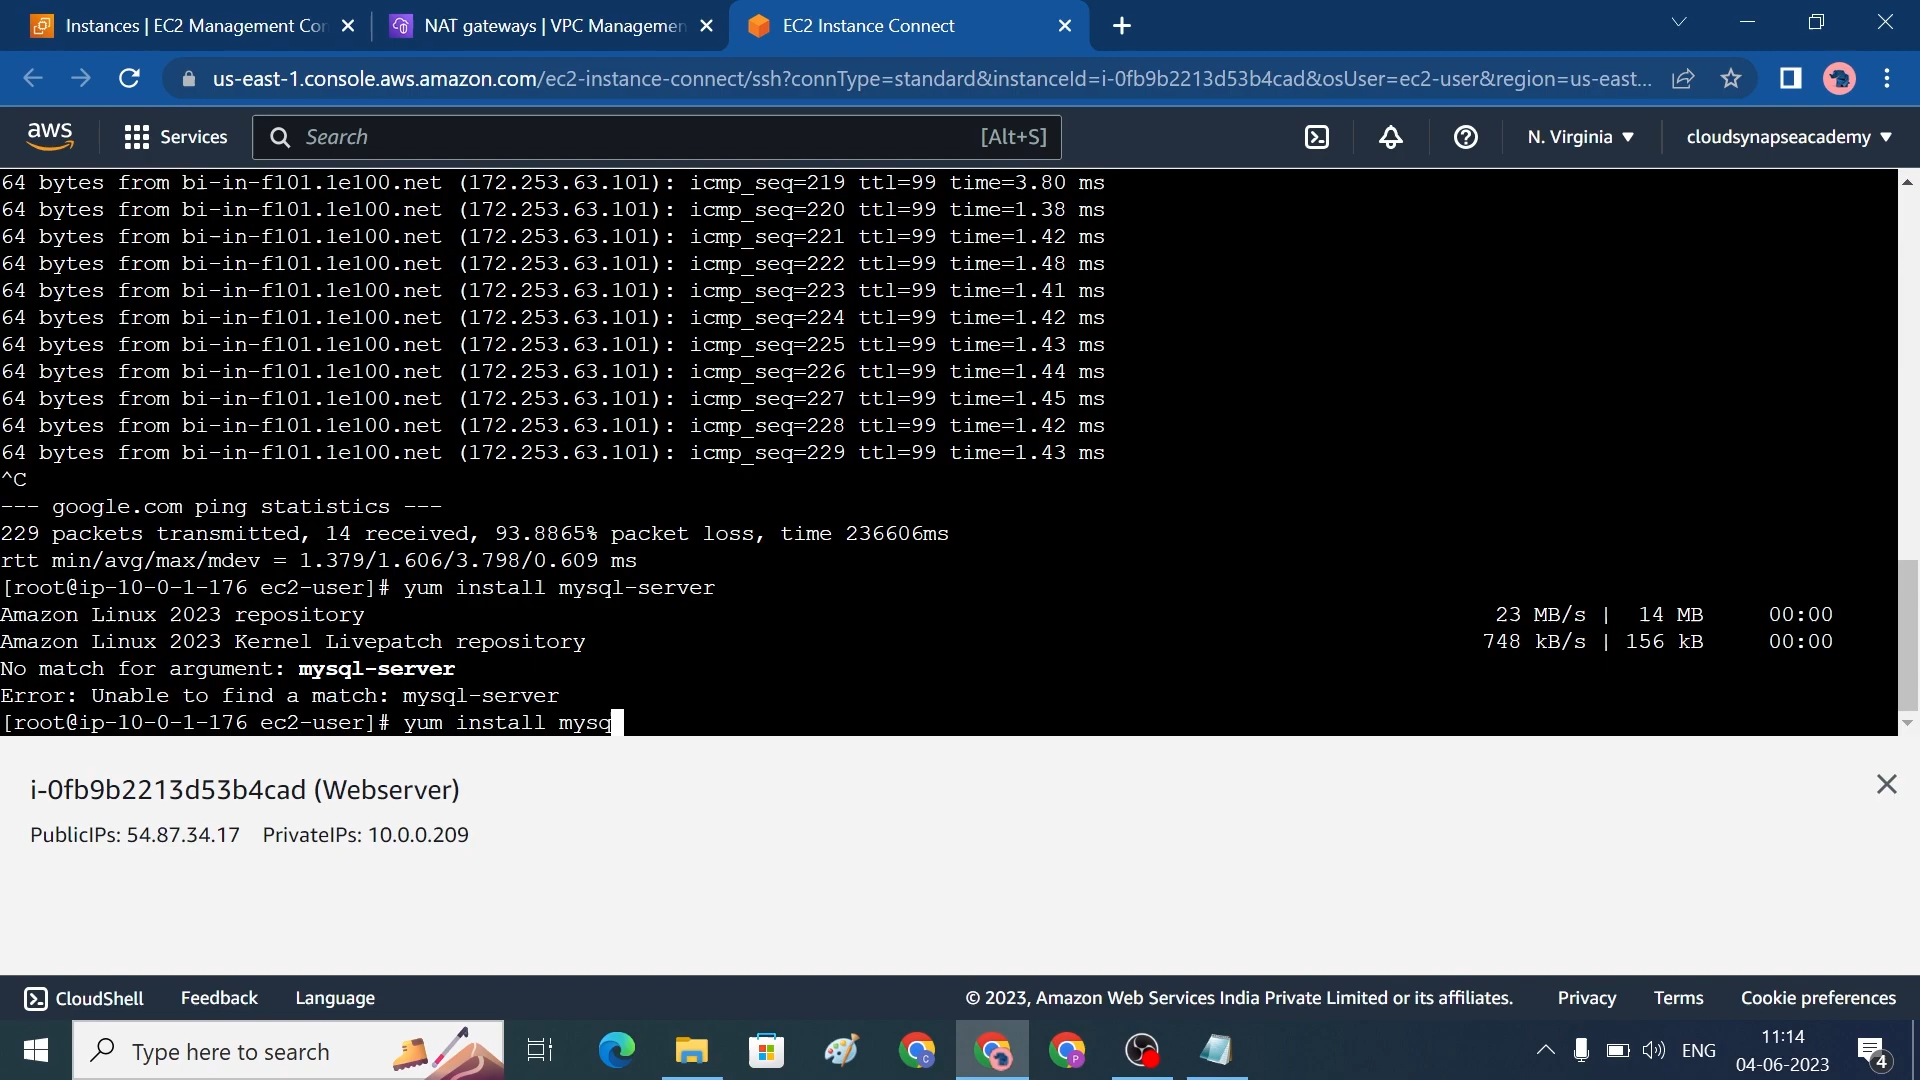 Instances | EC2 Management Con
NAT gateways | VPC Managemen
EC2 Instance Connect
us-east-1.console.aws.amazon.com/ec2-instance-connect/ssh?connType=standard&instanceId=i-0fb9b2213d53b4cad&osUser=ec2-user&region=us-east...
aws
Services
Search
[Alt+S]
N. Virginia
cloudsynapseacademy
64 bytes from bi-in-f101.1e100.net (172.253.63.101): icmp_seq=219 ttl=99 time=3.80 ms
64 bytes from bi-in-f101.1e100.net (172.253.63.101): icmp_seq=220 ttl=99 time=1.38 ms
64 bytes from bi-in-f101.1e100.net (172.253.63.101): icmp_seq=221 ttl=99 time=1.42 ms
64 bytes from bi-in-f101.1e100.net (172.253.63.101): icmp_seq=222 ttl=99 time=1.48 ms
64 bytes from bi-in-f101.1e100.net (172.253.63.101): icmp_seq=223 ttl=99 time=1.41 ms
64 bytes from bi-in-f101.1e100.net (172.253.63.101): icmp_seq=224 ttl=99 time=1.42 ms
64 bytes from bi-in-f101.1e100.net (172.253.63.101): icmp_seq=225 ttl=99 time=1.43 ms
64 bytes from bi-in-f101.1e100.net (172.253.63.101): icmp_seq=226 ttl=99 time=1.44 ms
64 bytes from bi-in-f101.1e100.net (172.253.63.101): icmp_seq=227 ttl=99 time=1.45 ms
64 bytes from bi-in-f101.1e100.net (172.253.63.101): icmp_seq=228 ttl=99 time=1.42 ms
64 bytes from bi-in-f101.1e100.net (172.253.63.101): icmp_seq=229 ttl=99 time=1.43 ms
^C
--- google.com ping statistics ---
229 packets transmitted, 14 received, 93.8865% packet loss, time 236606ms
rtt min/avg/max/mdev = 1.379/1.606/3.798/0.609 ms
[root@ip-10-0-1-176 ec2-user]# yum install mysql-server
Amazon Linux 2023 repository 23 MB/s | 14 MB 00:00
Amazon Linux 2023 Kernel Livepatch repository 748 kB/s | 156 kB 00:00
No match for argument: mysql-server
Error: Unable to find a match: mysql-server
[root@ip-10-0-1-176 ec2-user]# yum install mysq
i-0fb9b2213d53b4cad (Webserver)
PublicIPs: 54.87.34.17 PrivateIPs: 10.0.0.209
CloudShell
Feedback
Language
© 2023, Amazon Web Services India Private Limited or its affiliates.
Privacy
Terms
Cookie preferences
Type here to search
C
P
ENG
11:14
04-06-2023
4